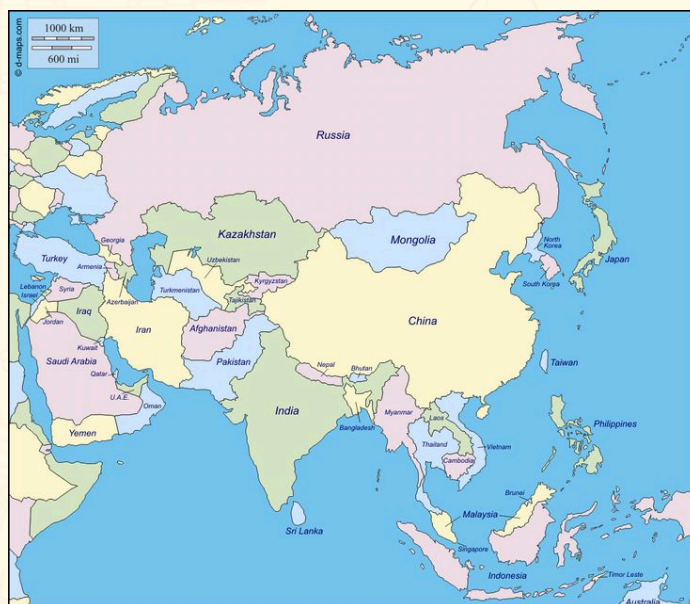 © d-maps.com
1000 km
600 mi
Russia
Kazakhstan
Mongolia
Georgia
Turkey
Uzbekistan
North
Korea
Armenia
Lebanon
Israel
Syria
Turkmenistan
Kyrgyzstan
Japan
South Korea
Azerbaijan
Tajikistan
Iraq
Jordan
Iran
Afghanistan
China
Kuwait
Saudi Arabia
Pakistan
Nepal
Bhutan
Taiwan
Qatar
U.A.E.
Oman
India
Myanmar
Laos
Philippines
Yemen
Bangladesh
Thailand
Vietnam
Cambodia
Brunei
Malaysia
Sri Lanka
Singapore
Indonesia
Timor Leste
Australia